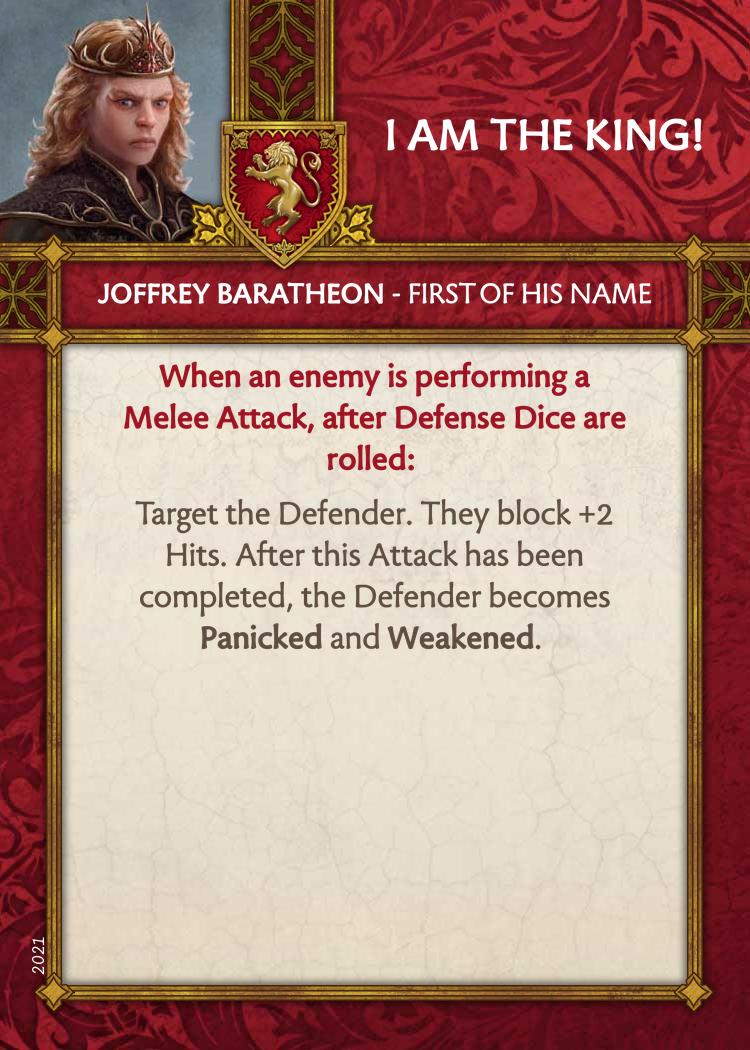 I AM THE KING!
JOFFREY BARATHEON - FIRST OF HIS NAME
When an enemy is performing a
Melee Attack, after Defense Dice are
rolled:
Target the Defender. They block +2
Hits. After this Attack has been
completed, the Defender becomes
Panicked and Weakened.
2021